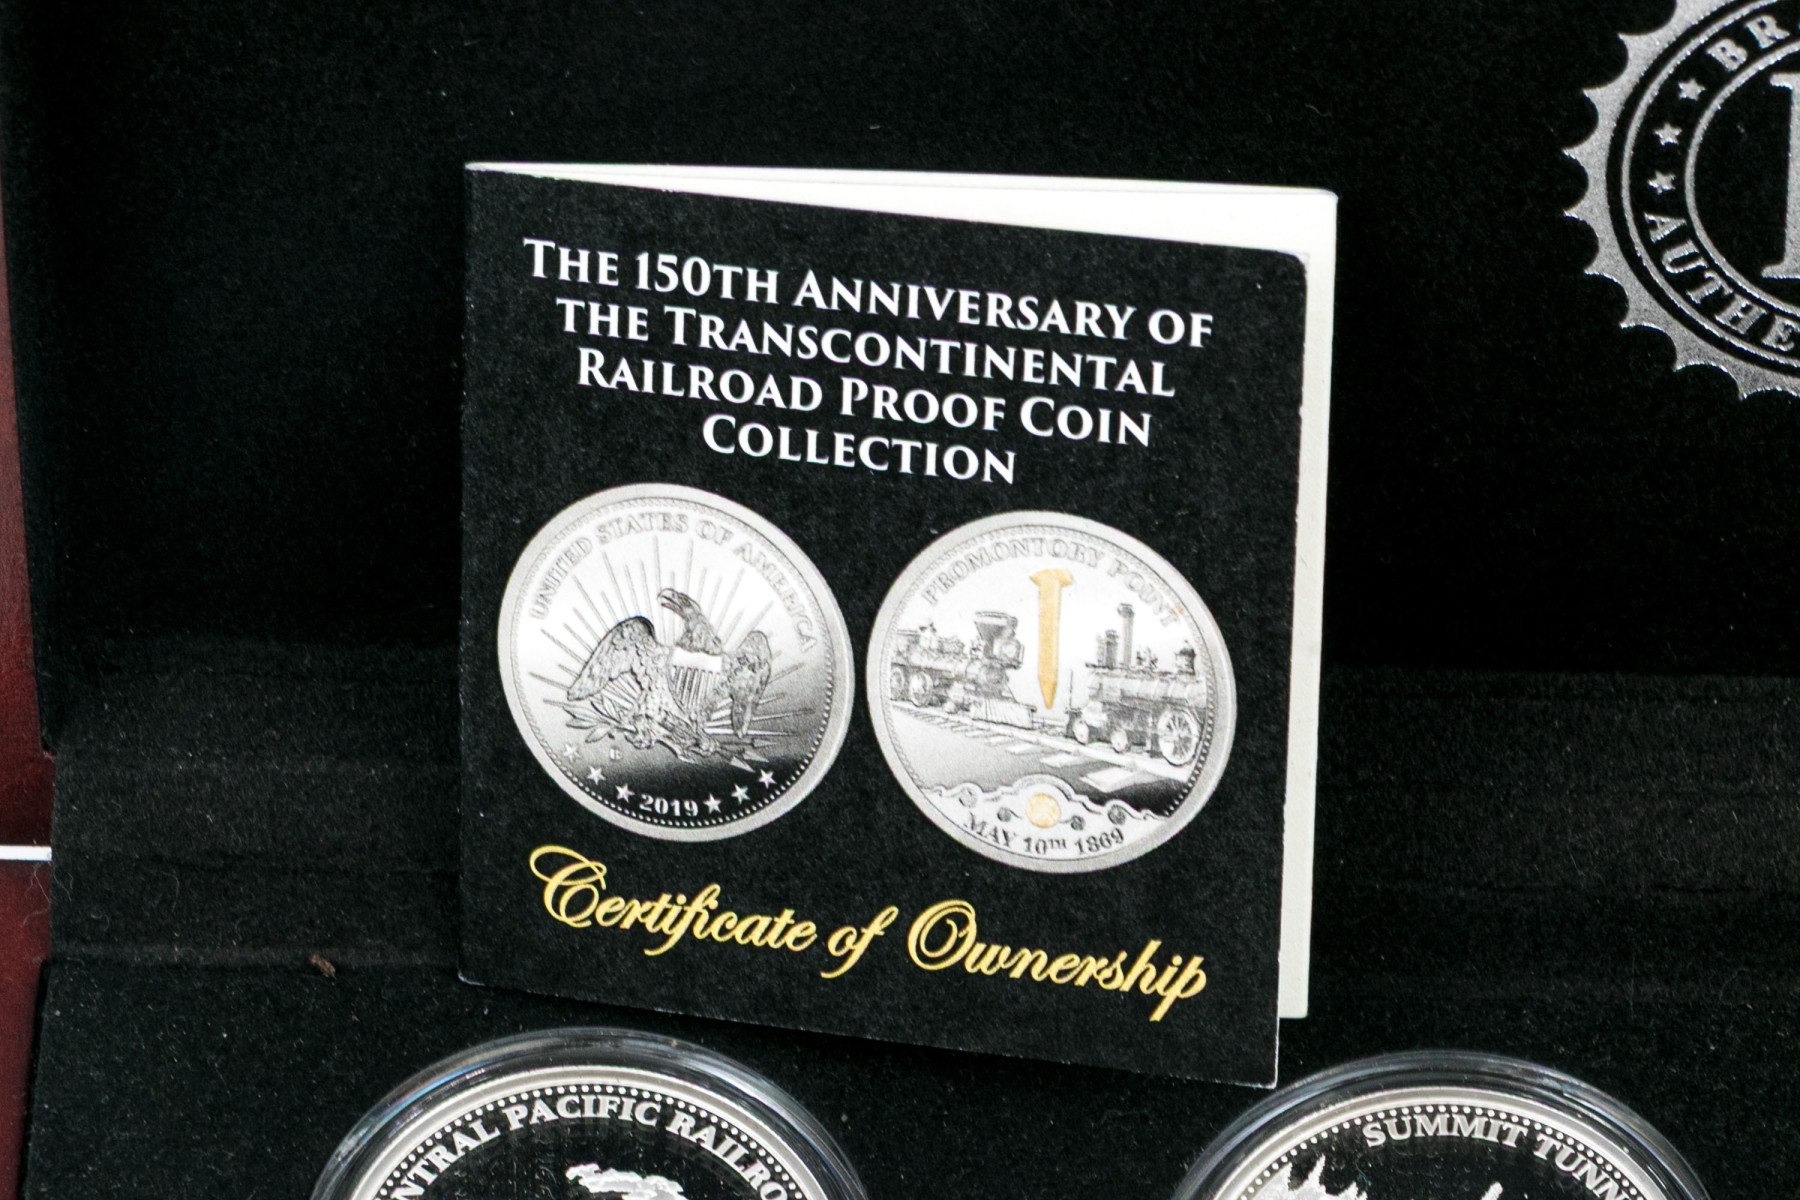 THE 150TH ANNIVERSARY OF
THE TRANSCONTINENTAL
RAILROAD PROOF COIN
COLLECTION
UNITED STATES OF AMERICA
2019
PROMONTORY POINT
MAY 10TH 1869
Certificate of Ownership
PACIFIC
SUMMIT